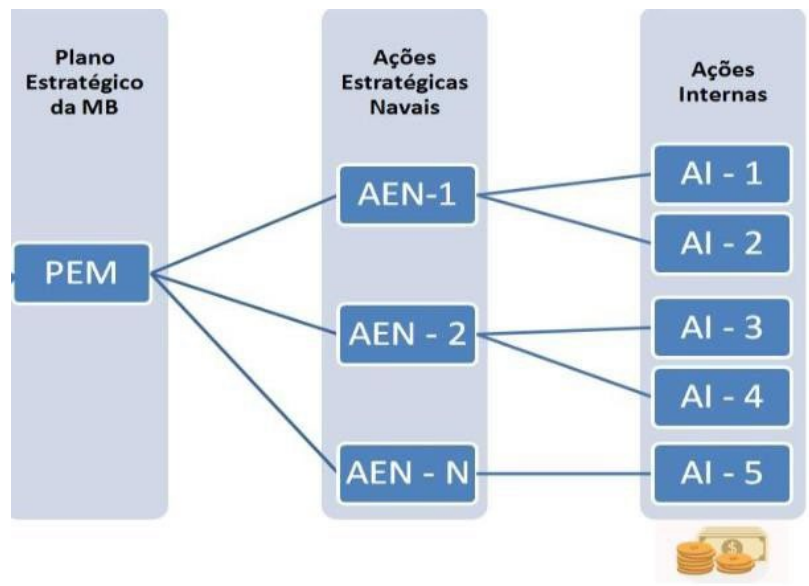 Plano
Estratégico
da MB
Ações
Estratégicas
Navais
Ações
Internas
PEM
AEN-1
AEN - 2
AEN - N
AI - 1
AI - 2
AI - 3
AI - 4
AI - 5
$